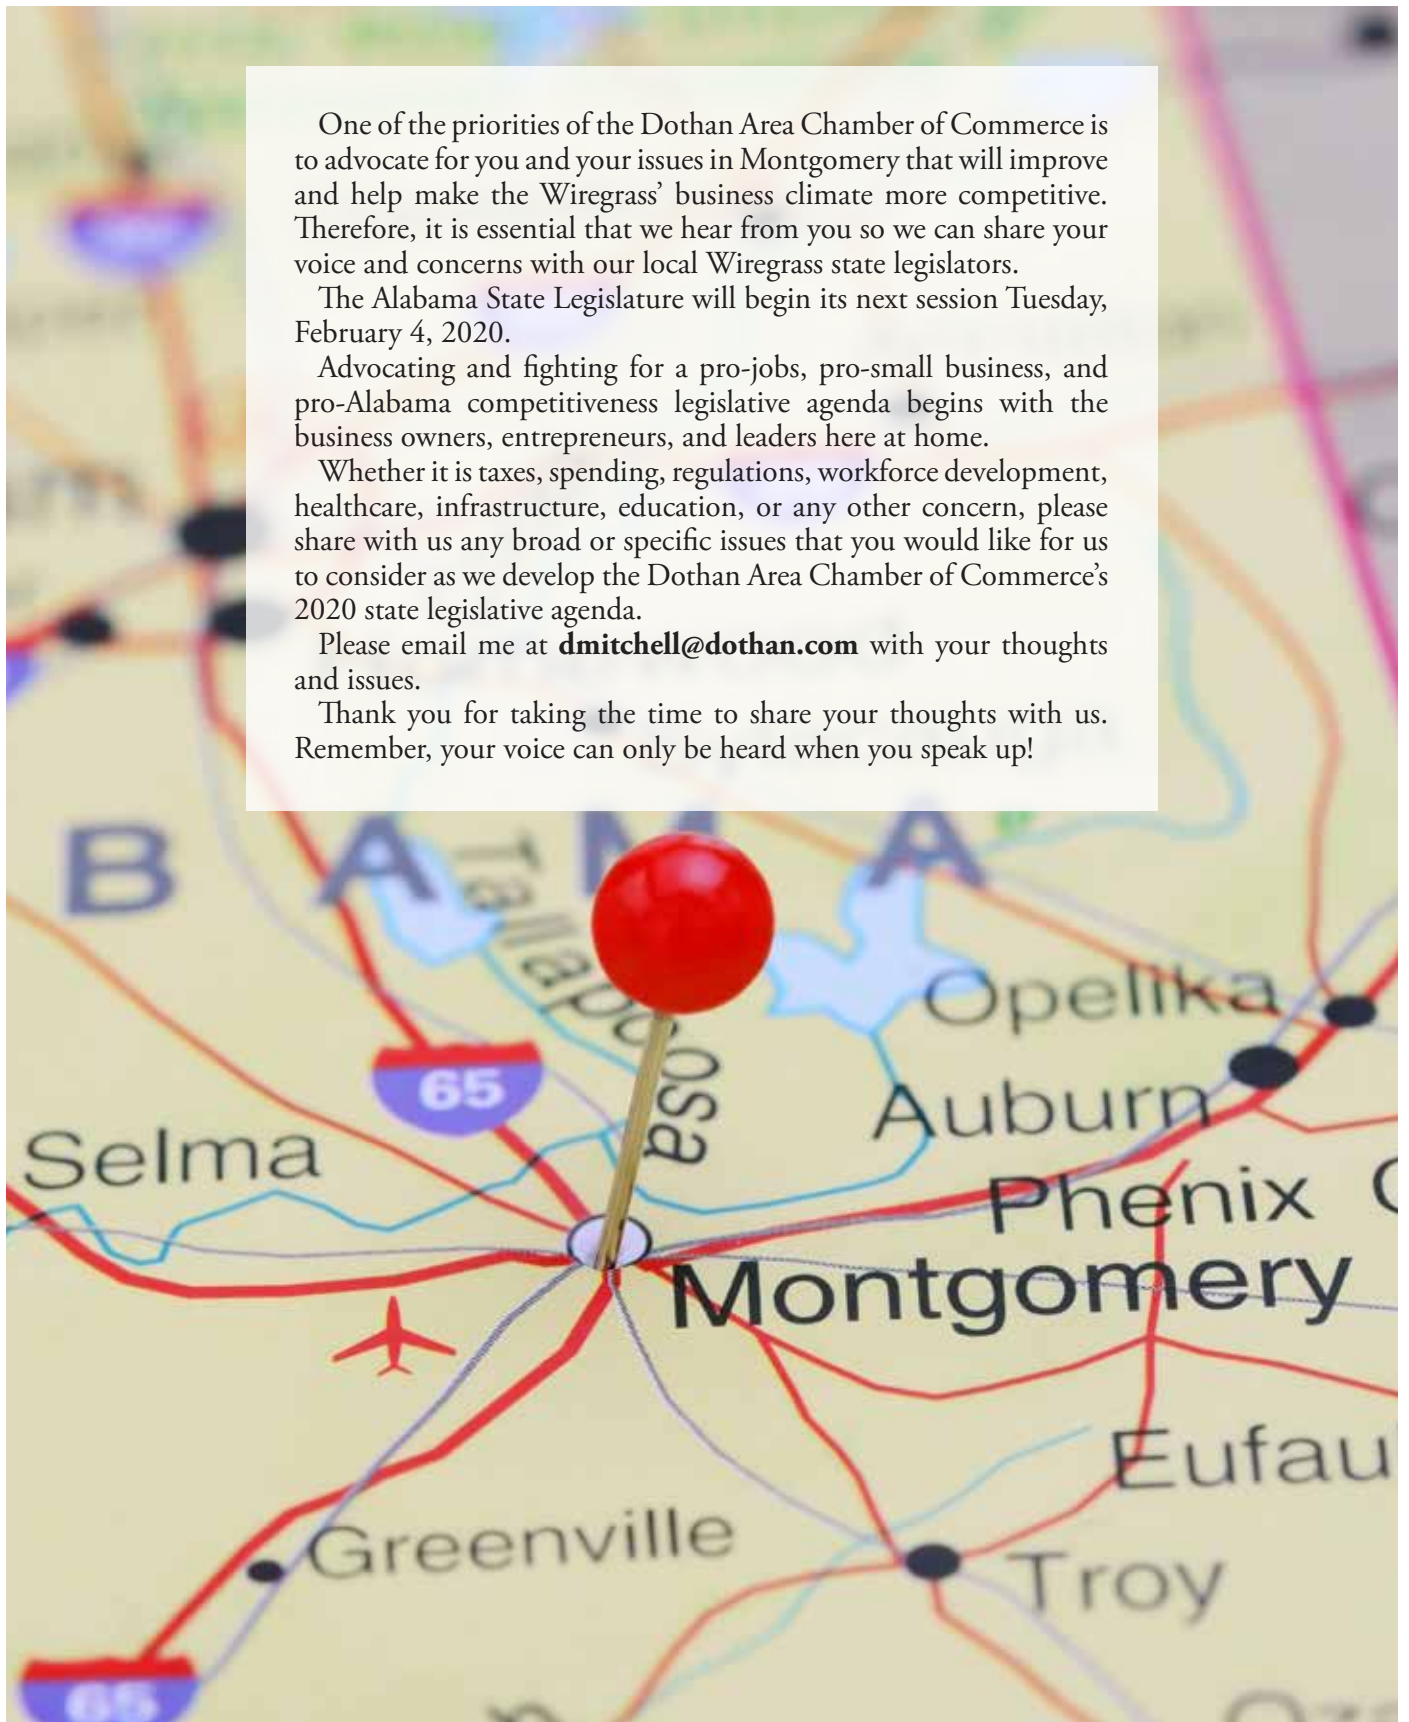 One of the priorities of the Dothan Area Chamber of Commerce is
to advocate for you and your issues in Montgomery that will improve
and help make the Wiregrass’ business climate more competitive.
Therefore, it is essential that we hear from you so we can share your
voice and concerns with our local Wiregrass state legislators.
The Alabama State Legislature will begin its next session Tuesday,
February 4, 2020.
Advocating and fighting for a pro-jobs, pro-small business, and
pro-Alabama competitiveness legislative agenda begins with the
business owners, entrepreneurs, and leaders here at home.
Whether it is taxes, spending, regulations, workforce development,
healthcare, infrastructure, education, or any other concern, please
share with us any broad or specific issues that you would like for us
to consider as we develop the Dothan Area Chamber of Commerce’s
2020 state legislative agenda.
Please email me at dmitchell@dothan.com with your thoughts
and issues.
Thank you for taking the time to share your thoughts with us.
Remember, your voice can only be heard when you speak up!
B A M A
Tallapoosa
Opelika
65
Auburn
Selma
Phenix C
Montgomery
Eufau
Greenville
Troy
65